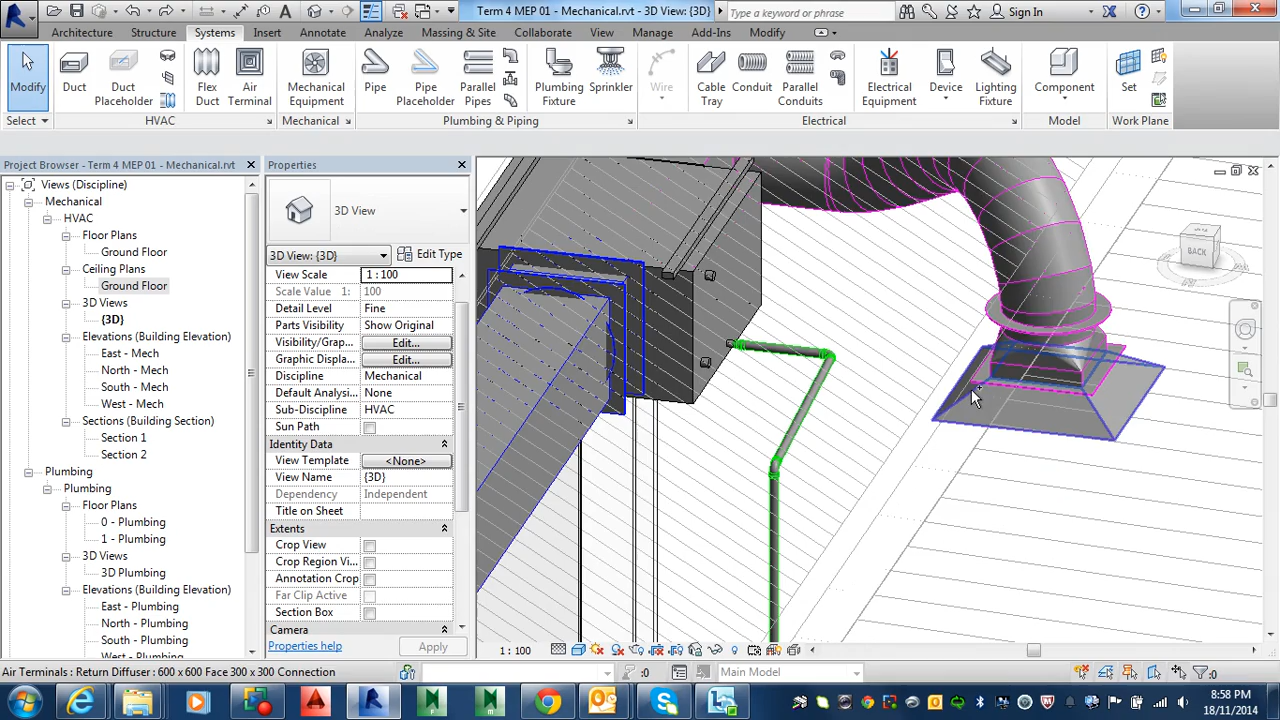 Term 4 MEP 01 - Mechanical.rvt - 3D View: {3D}
Type a keyword or phrase
Sign In
Architecture
Structure
Systems
Insert
Annotate
Analyze
Massing & Site
Collaborate
View
Manage
Add-Ins
Modify
Modify
Duct
Duct Placeholder
Flex Duct
Air Terminal
Mechanical Equipment
Pipe
Pipe Placeholder
Parallel Pipes
Plumbing Fixture
Sprinkler
Wire
Cable Tray
Conduit
Parallel Conduits
Electrical Equipment
Device
Lighting Fixture
Component
Set
Select
HVAC
Mechanical
Plumbing & Piping
Electrical
Model
Work Plane
Project Browser - Term 4 MEP 01 - Mechanical.rvt
Views (Discipline)
Mechanical
HVAC
Floor Plans
Ground Floor
Ceiling Plans
Ground Floor
3D Views
{3D}
Elevations (Building Elevation)
East - Mech
North - Mech
South - Mech
West - Mech
Sections (Building Section)
Section 1
Section 2
Plumbing
Plumbing
Floor Plans
0 - Plumbing
1 - Plumbing
3D Views
3D Plumbing
Elevations (Building Elevation)
East - Plumbing
North - Plumbing
South - Plumbing
West - Plumbing
Properties
3D View
3D View: {3D}
Edit Type
View Scale 1 : 100
Scale Value 1: 100
Detail Level Fine
Parts Visibility Show Original
Visibility/Grap... Edit...
Graphic Displa... Edit...
Discipline Mechanical
Default Analysi... None
Sub-Discipline HVAC
Sun Path
Identity Data
View Template <None>
View Name {3D}
Dependency Independent
Title on Sheet
Extents
Crop View
Crop Region Vi...
Annotation Crop
Far Clip Active
Section Box
Camera
Properties help
Apply
BACK
1 : 100
Air Terminals : Return Diffuser : 600 x 600 Face 300 x 300 Connection
:0
Main Model
:0
8:58 PM
18/11/2014